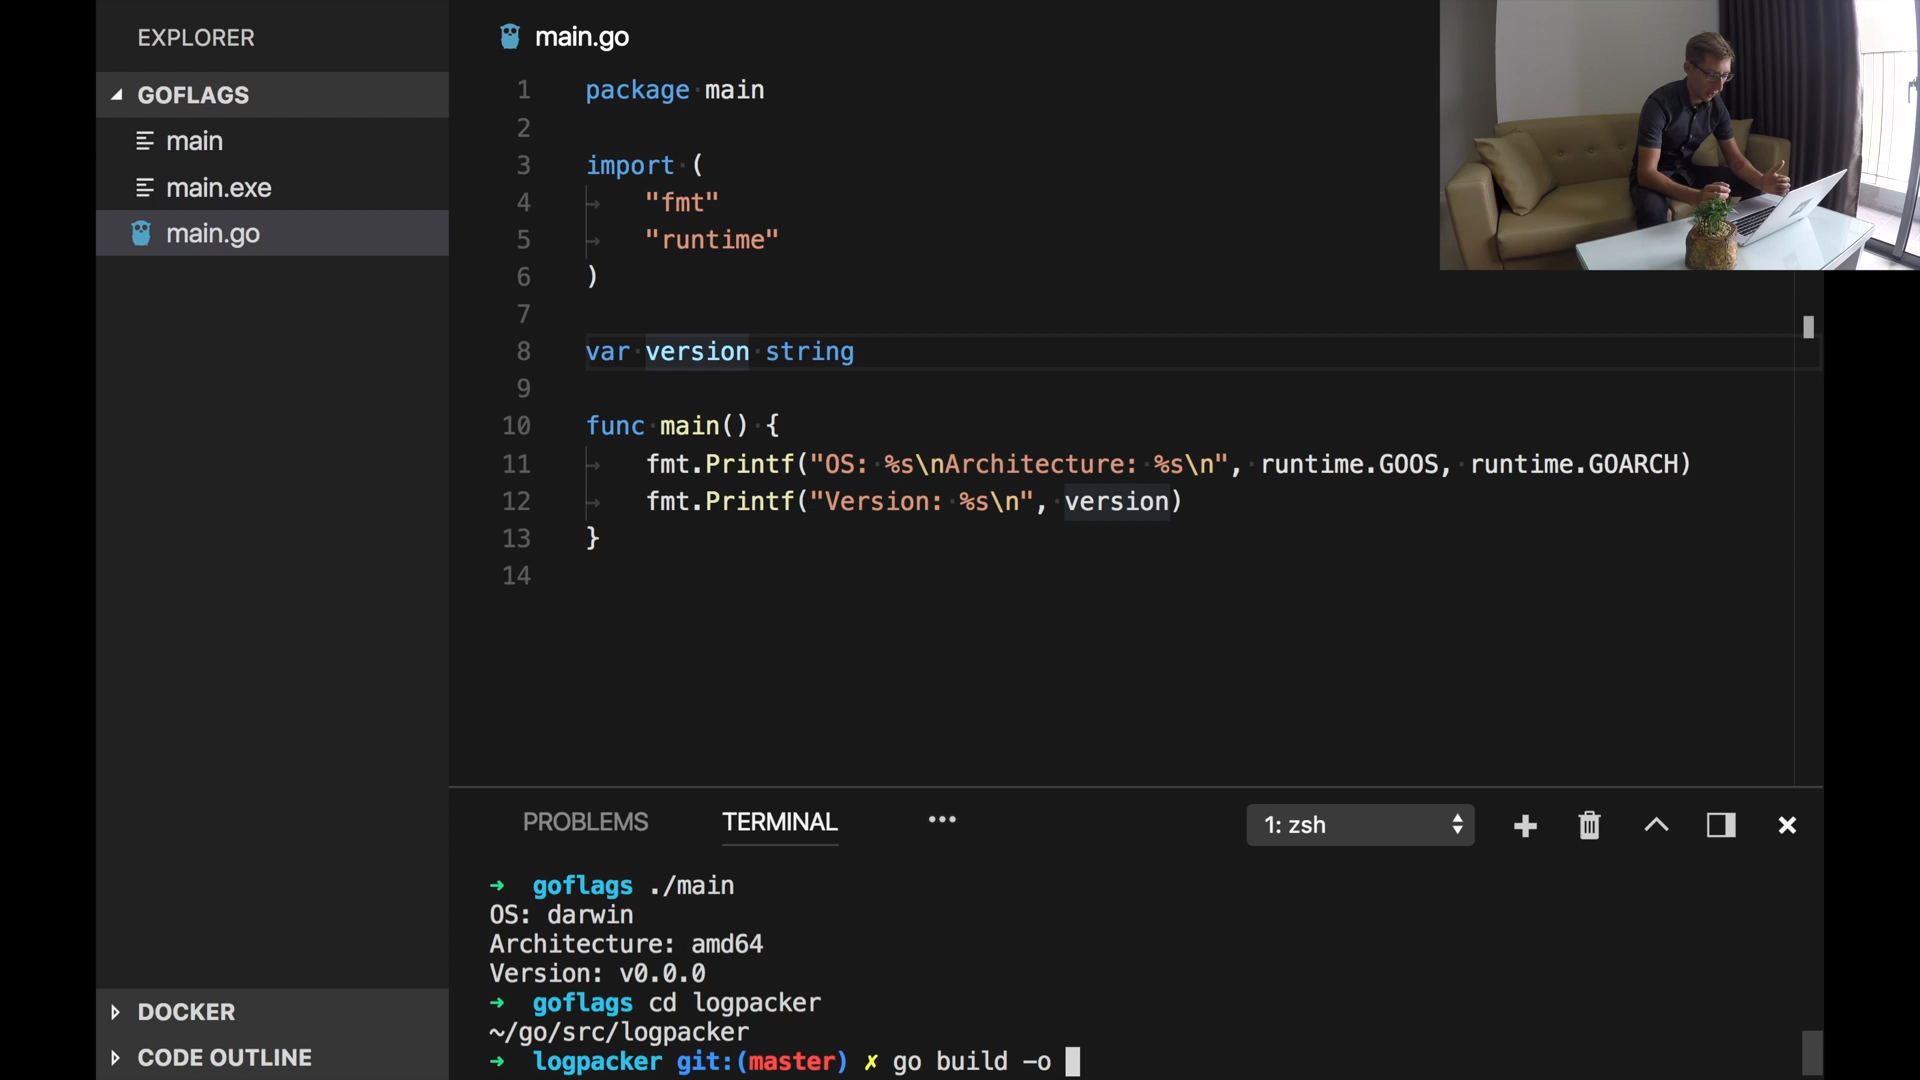 EXPLORER
GOFLAGS
main
main.exe
main.go
DOCKER
CODE OUTLINE
main.go
1 package main
2
3 import (
4 "fmt"
5 "runtime"
6 )
7
8 var version string
9
10 func main() {
11 fmt.Printf("OS: %s\nArchitecture: %s\n", runtime.GOOS, runtime.GOARCH)
12 fmt.Printf("Version: %s\n", version)
13 }
14
PROBLEMS TERMINAL ••• 1: zsh
➜ goflags ./main
OS: darwin
Architecture: amd64
Version: v0.0.0
➜ goflags cd logpacker
~/go/src/logpacker
➜ logpacker git:(master) ✗ go build -o